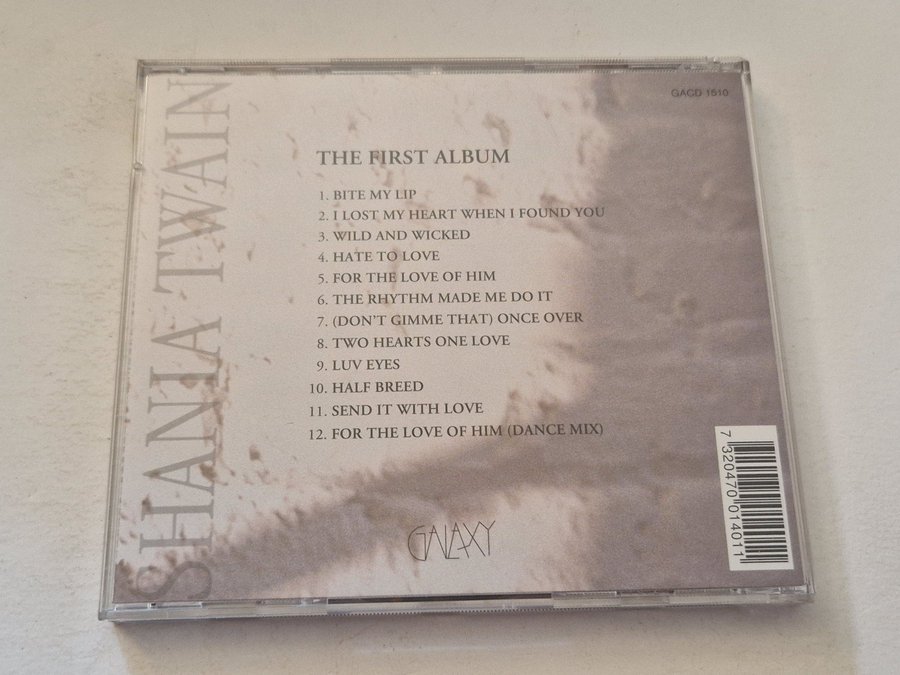 GACD 1510
SHANIA TWAIN
THE FIRST ALBUM
1. BITE MY LIP
2. I LOST MY HEART WHEN I FOUND YOU
3. WILD AND WICKED
4. HATE TO LOVE
5. FOR THE LOVE OF HIM
6. THE RHYTHM MADE ME DO IT
7. (DON'T GIMME THAT) ONCE OVER
8. TWO HEARTS ONE LOVE
9. LUV EYES
10. HALF BREED
11. SEND IT WITH LOVE
12. FOR THE LOVE OF HIM (DANCE MIX)
GALAXY
7 320470 014011